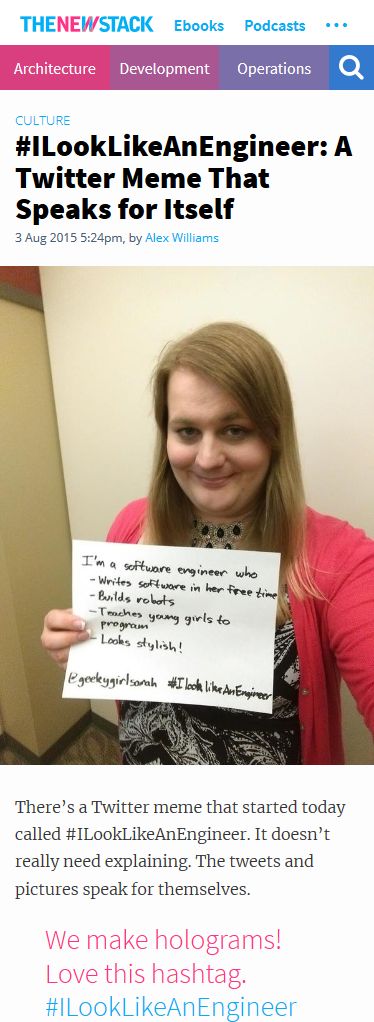 THENEWSTACK Ebooks Podcasts
Architecture Development Operations
CULTURE
#ILookLikeAnEngineer: A
Twitter Meme That
Speaks for Itself
3 Aug 2015 5:24pm, by Alex Williams
I'm a software engineer who
- Writes software in her free time
- Builds robots
- Teaches young girls to
program
- Looks stylish!
@geekygirlsarah #IlooklikeAnEngineer
There’s a Twitter meme that started today
called #ILookLikeAnEngineer. It doesn’t
really need explaining. The tweets and
pictures speak for themselves.
We make holograms!
Love this hashtag.
#ILookLikeAnEngineer